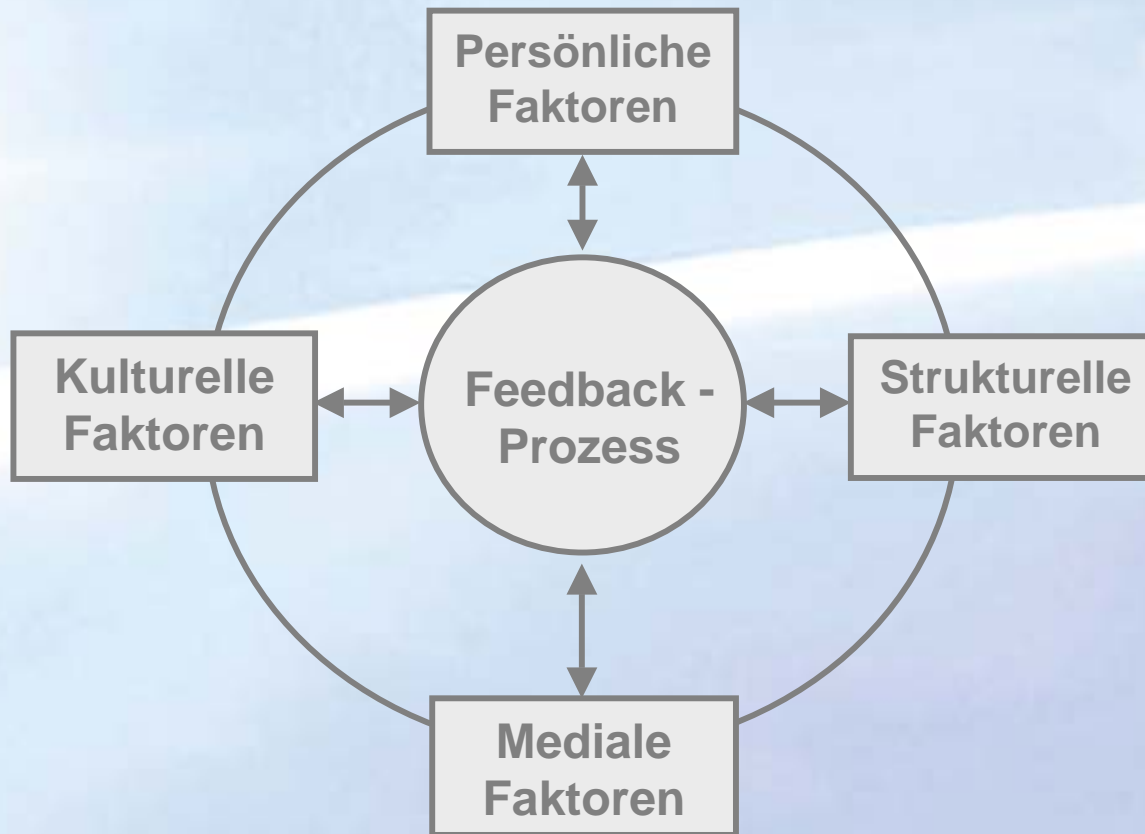 Persönliche
Faktoren
Kulturelle
Faktoren
Feedback -
Prozess
Strukturelle
Faktoren
Mediale
Faktoren